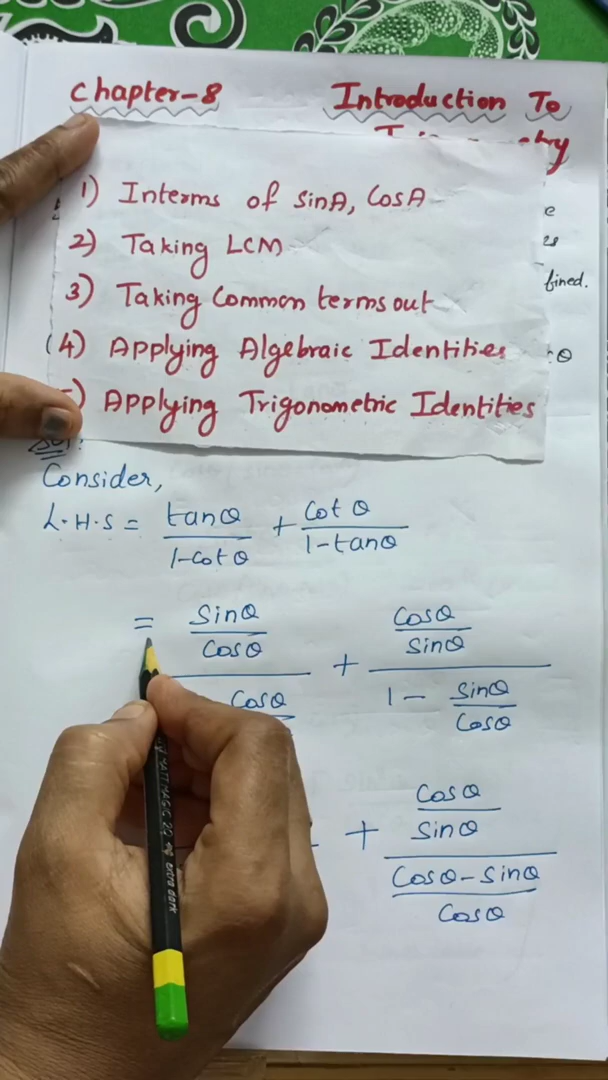 Chapter-8 Introduction To
1) Interms of sinA, CosA
e
2) Taking LCM
es
3) Taking Common terms out
fined.
(4) Applying Algebraic Identities
θ
) Applying Trigonometric Identities
Consider,
L.H.S = tanθ/1-cotθ + Cotθ/1-tanθ
= Sinθ/Cosθ / Cosθ + Cosθ/Sinθ / 1 - Sinθ/Cosθ
+ Cosθ/Sinθ / Cosθ-Sinθ/Cosθ